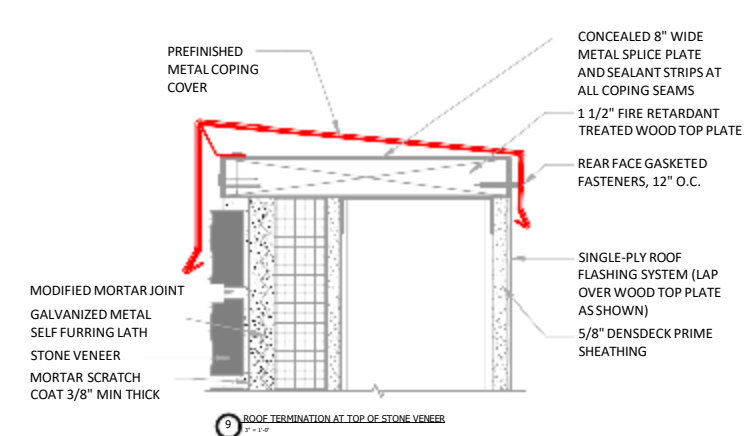 PREFINISHED
METAL COPING
COVER
CONCEALED 8" WIDE
METAL SPLICE PLATE
AND SEALANT STRIPS AT
ALL COPING SEAMS
1 1/2" FIRE RETARDANT
TREATED WOOD TOP PLATE
REAR FACE GASKETED
FASTENERS, 12" O.C.
SINGLE-PLY ROOF
FLASHING SYSTEM (LAP
OVER WOOD TOP PLATE
AS SHOWN)
5/8" DENSDECK PRIME
SHEATHING
MODIFIED MORTAR JOINT
GALVANIZED METAL
SELF FURRING LATH
STONE VENEER
MORTAR SCRATCH
COAT 3/8" MIN THICK
9 ROOF TERMINATION AT TOP OF STONE VENEER
3" = 1'-0"